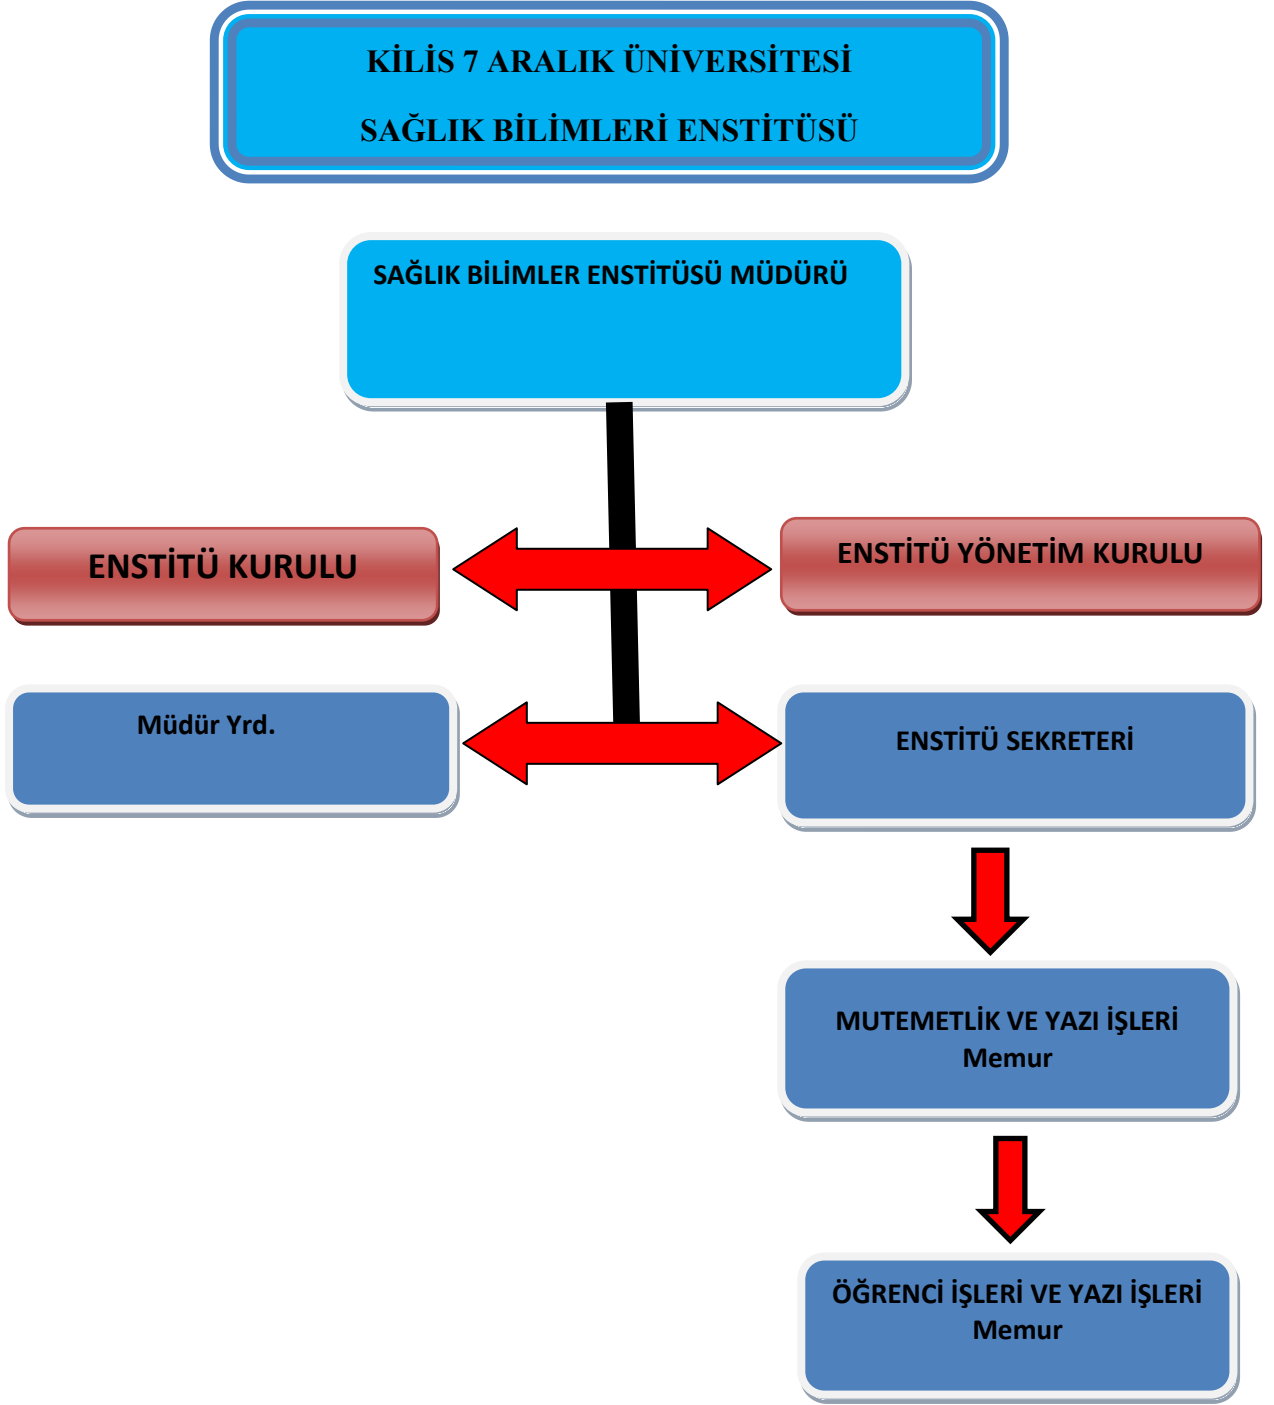 KİLİS 7 ARALIK ÜNİVERSİTESİ
SAĞLIK BİLİMLERİ ENSTİTÜSÜ
SAĞLIK BİLİMLER ENSTİTÜSÜ MÜDÜRÜ
ENSTİTÜ KURULU
ENSTİTÜ YÖNETİM KURULU
Müdür Yrd.
ENSTİTÜ SEKRETERİ
MUTEMETLİK VE YAZI İŞLERİ
Memur
ÖĞRENCİ İŞLERİ VE YAZI İŞLERİ
Memur